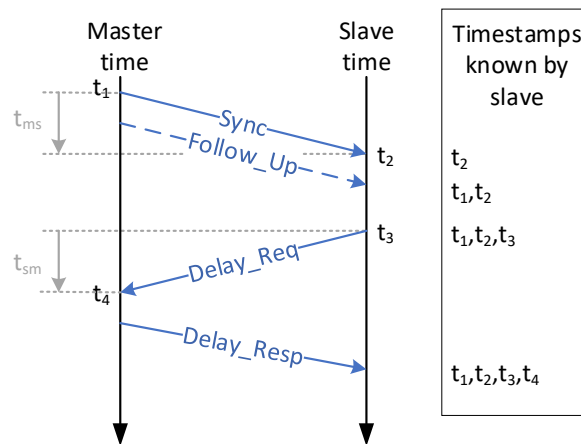 Master
time
Slave
time
Timestamps
known by
slave
t₁
tₘₛ
Sync
Follow_Up
t₂
t₂
t₁,t₂
t₃
t₁,t₂,t₃
tₛₘ
Delay_Req
t₄
Delay_Resp
t₁,t₂,t₃,t₄